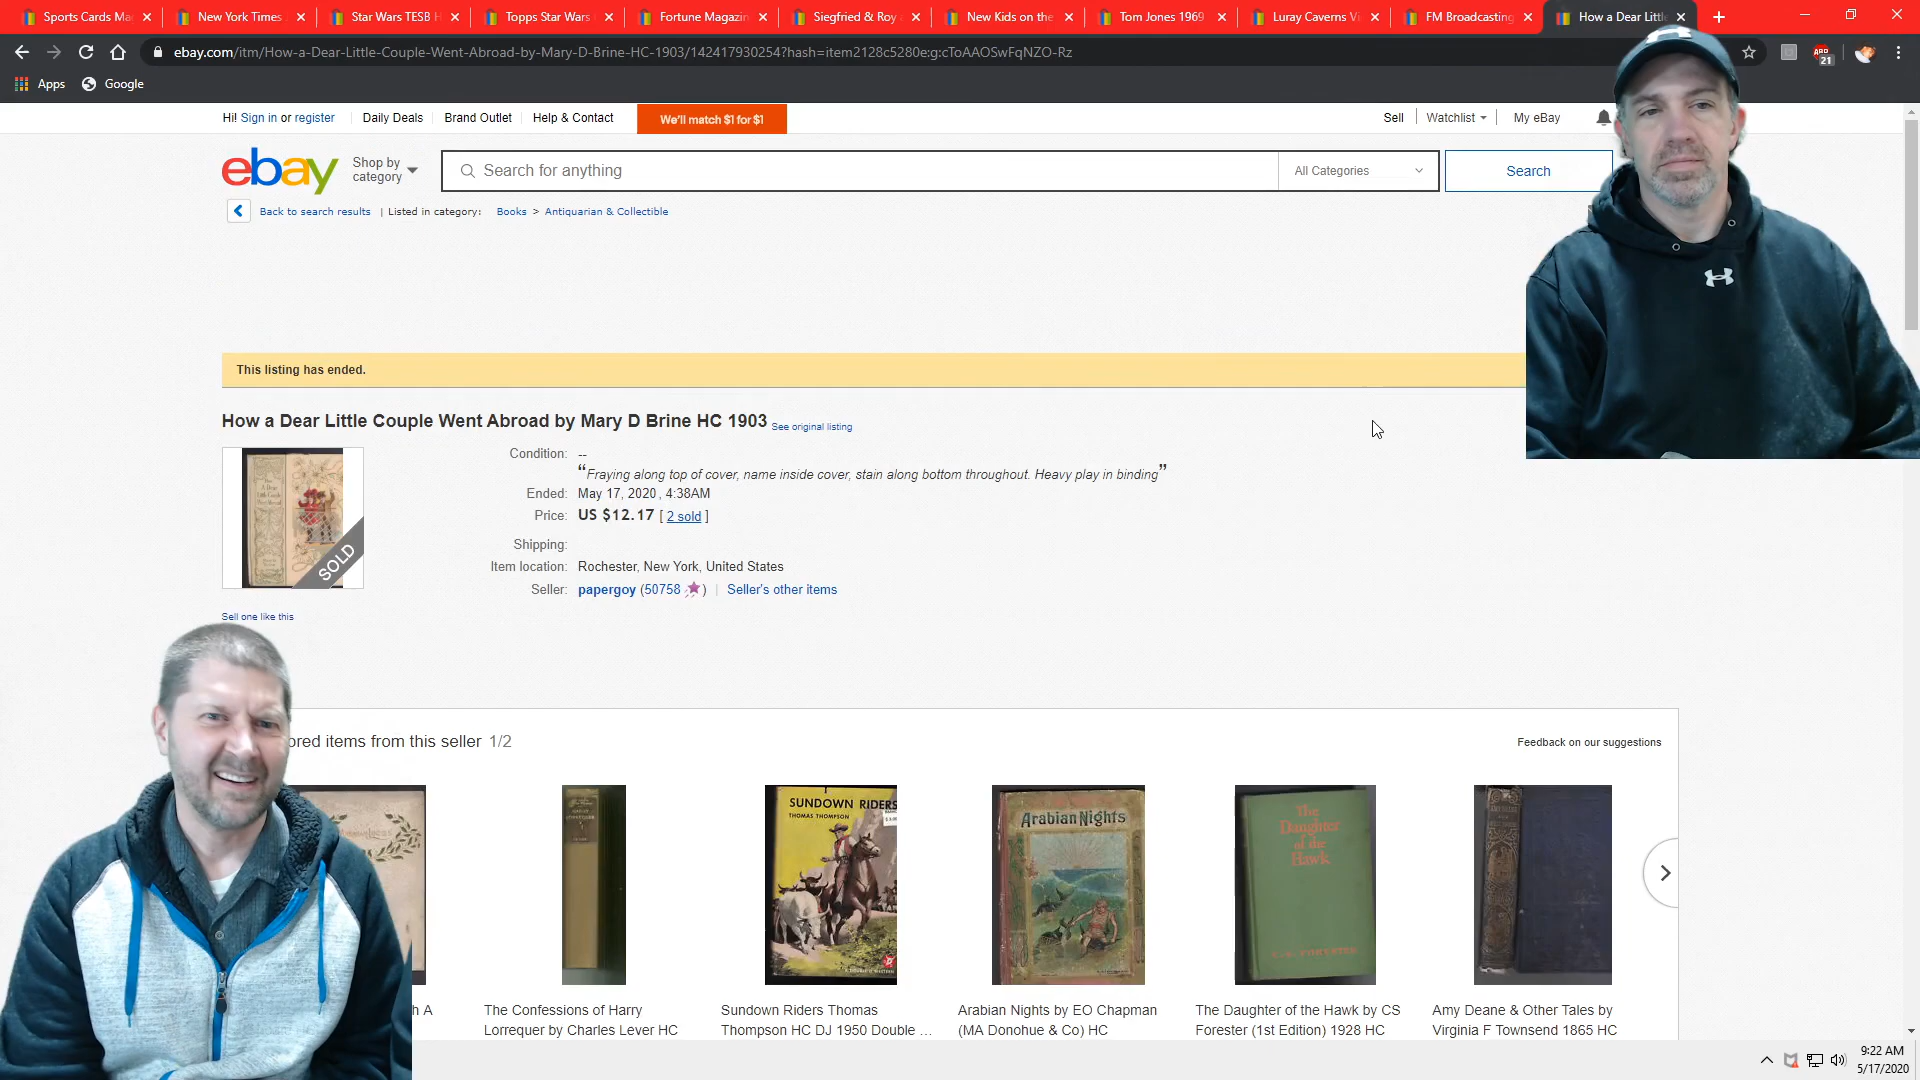 Sports Cards Ma
New York Times
Star Wars TESB H
Topps Star Wars
Fortune Magazin
Siegfried & Roy
New Kids on the
Tom Jones 1969
Luray Caverns Vi
FM Broadcasting
How a Dear Littl
ebay.com/itm/How-a-Dear-Little-Couple-Went-Abroad-by-Mary-D-Brine-HC-1903/142417930254?hash=item2128c5280e:g:cToAAOSwFqNZO-Rz
ABP
21
Apps
Google
Hi! Sign in or register
Daily Deals
Brand Outlet
Help & Contact
We'll match $1 for $1
Sell
Watchlist
My eBay
ebay
Shop by category
Search for anything
All Categories
Search
Back to search results | Listed in category: Books > Antiquarian & Collectible
This listing has ended.
How a Dear Little Couple Went Abroad by Mary D Brine HC 1903 See original listing
SOLD
Condition: --
“Fraying along top of cover, name inside cover, stain along bottom throughout. Heavy play in binding”
Ended: May 17, 2020 , 4:38AM
Price: US $12.17 [ 2 sold ]
Shipping:
Item location: Rochester, New York, United States
Seller: papergoy (50758 ) | Seller's other items
Sell one like this
ored items from this seller 1/2
Feedback on our suggestions
SUNDOWN RIDERS
THOMAS THOMPSON
Arabian Nights
The
Daughter
of the
Hawk
h A
The Confessions of Harry
Lorrequer by Charles Lever HC
Sundown Riders Thomas
Thompson HC DJ 1950 Double ...
Arabian Nights by EO Chapman
(MA Donohue & Co) HC
The Daughter of the Hawk by CS
Forester (1st Edition) 1928 HC
Amy Deane & Other Tales by
Virginia F Townsend 1865 HC
9:22 AM
5/17/2020